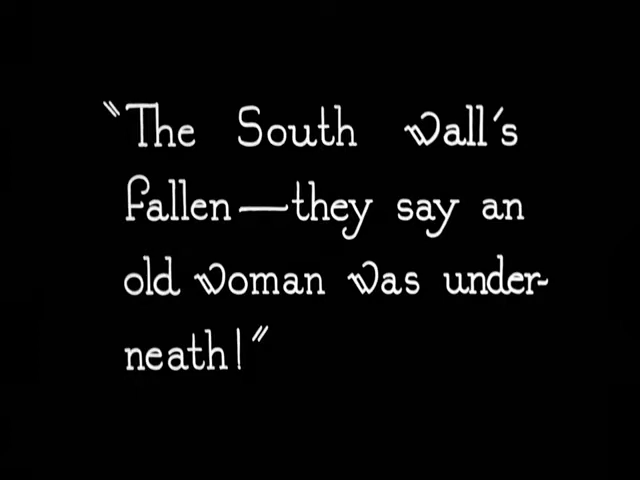 "The South wall's
fallen—they say an
old woman was under-
neath!"